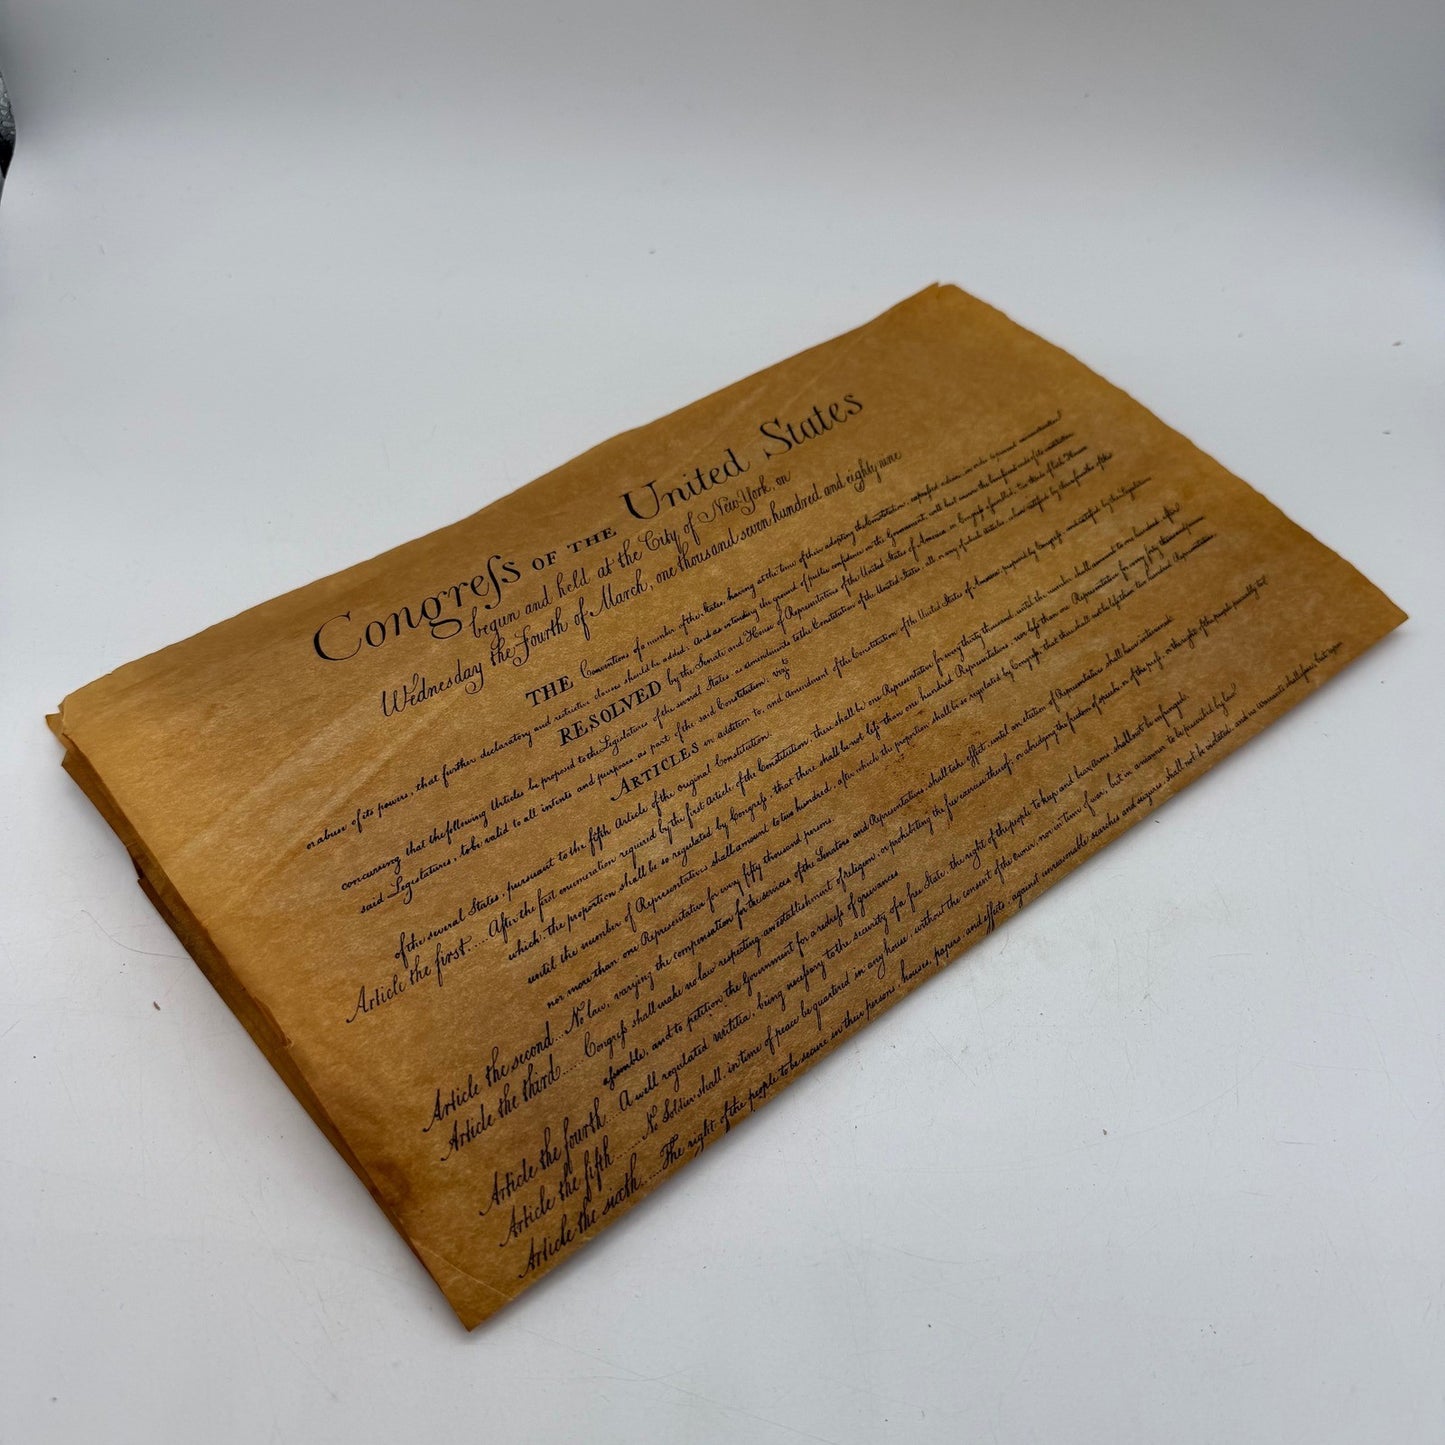 Congreſs OF THE United States
begun and held at the City of New York, on
Wednesday the Fourth of March, one thousand seven hundred and eighty nine
THE Conventions of a number of the States, having at the time of their adopting the Constitution, expressed a desire, in order to prevent misconstruction
or abuse of its powers, that further declaratory and restrictive clauses should be added: And as extending the ground of public confidence in the Government, will best ensure the beneficent ends of its institution
RESOLVED by the Senate and House of Representatives of the United States of America, in Congreſs aſsembled, two thirds of both Houses
concurring, that the following Articles be proposed to the Legislatures of the several States, as amendments to the Constitution of the United States, all or any of which Articles, when ratified by three fourths of the
said Legislatures, to be valid to all intents and purposes, as part of the said Constitution; vizt
ARTICLES in addition to, and amendment of the Constitution of the United States of America, proposed by Congreſs, and ratified by the Legislatures
of the several States, pursuant to the fifth Article of the original Constitution.
Article the first..... After the first enumeration required by the first Article of the Constitution, there shall be one Representative for every thirty thousand, until the number shall amount to one hundred, after
which, the proportion shall be so regulated by Congreſs, that there shall be not leſs than one hundred Representatives, nor leſs than one Representative for every forty thousand persons,
until the number of Representatives shall amount to two hundred, after which the proportion shall be so regulated by Congreſs, that there shall not be leſs than two hundred Representatives,
nor more than one Representative for every fifty thousand persons.
Article the second... No law, varying the compensation for the services of the Senators and Representatives, shall take effect, until an election of Representatives shall have intervened.
Article the third..... Congreſs shall make no law respecting an establishment of religion, or prohibiting the free exercise thereof; or abridging the freedom of speech, or of the preſs, or the right of the people peaceably to
aſsemble, and to petition the Government for a redreſs of grievances.
Article the fourth... A well regulated militia, being neceſsary to the security of a free State, the right of the people to keep and bear arms, shall not be infringed.
Article the fifth...... No Soldier shall, in time of peace be quartered in any house, without the consent of the owner, nor in time of war, but in a manner to be prescribed by law.
Article the sixth..... The right of the people to be secure in their persons, houses, papers, and effects, against unreasonable searches and seizures, shall not be violated, and no warrants shall iſsue, but upon